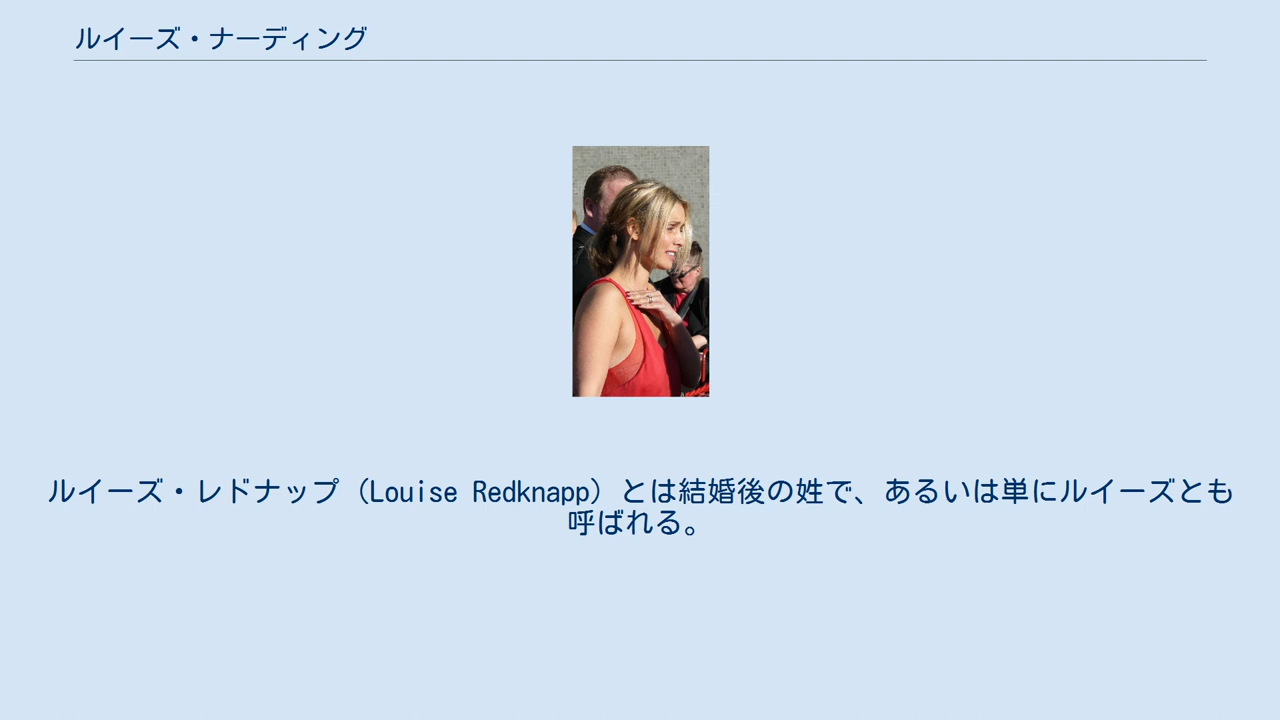 ルイーズ・ナーディング
ルイーズ・レドナップ（Louise Redknapp）とは結婚後の姓で、あるいは単にルイーズとも
呼ばれる。